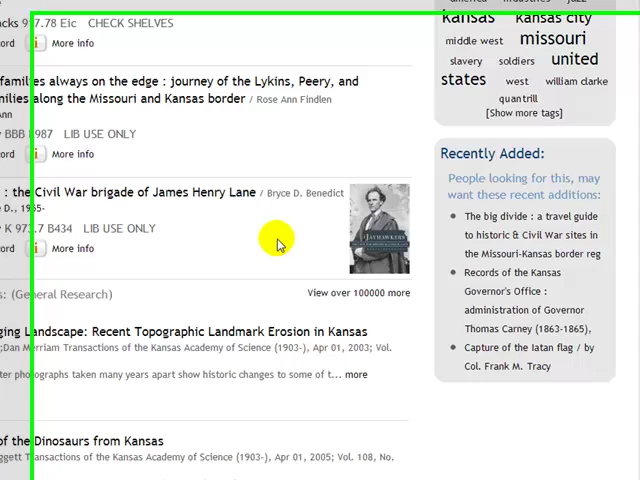 acks 917.78 Eic CHECK SHELVES
ord More info
families always on the edge : journey of the Lykins, Peery, and
milies along the Missouri and Kansas border / Rose Ann Findlen
Ann
BBB L987 LIB USE ONLY
ord More info
: the Civil War brigade of James Henry Lane / Bryce D. Benedict
e D., 1955-
K 973.7 B434 LIB USE ONLY
JAYHAWKERS
ord More info
s: (General Research) View over 100000 more
ging Landscape: Recent Topographic Landmark Erosion in Kansas
;Dan Merriam Transactions of the Kansas Academy of Science (1903-), Apr 01, 2003; Vol.
ter photographs taken many years apart show historic changes to some of t... more
of the Dinosaurs from Kansas
ggett Transactions of the Kansas Academy of Science (1903-), Apr 01, 2005; Vol. 108, No.
america industries jazz
kansas kansas city
middle west missouri
slavery soldiers united
states west william clarke
quantrill
[Show more tags]
Recently Added:
People looking for this, may
want these recent additions:
The big divide : a travel guide
to historic & Civil War sites in
the Missouri-Kansas border reg
Records of the Kansas
Governor's Office :
administration of Governor
Thomas Carney (1863-1865),
Capture of the Iatan flag / by
Col. Frank M. Tracy